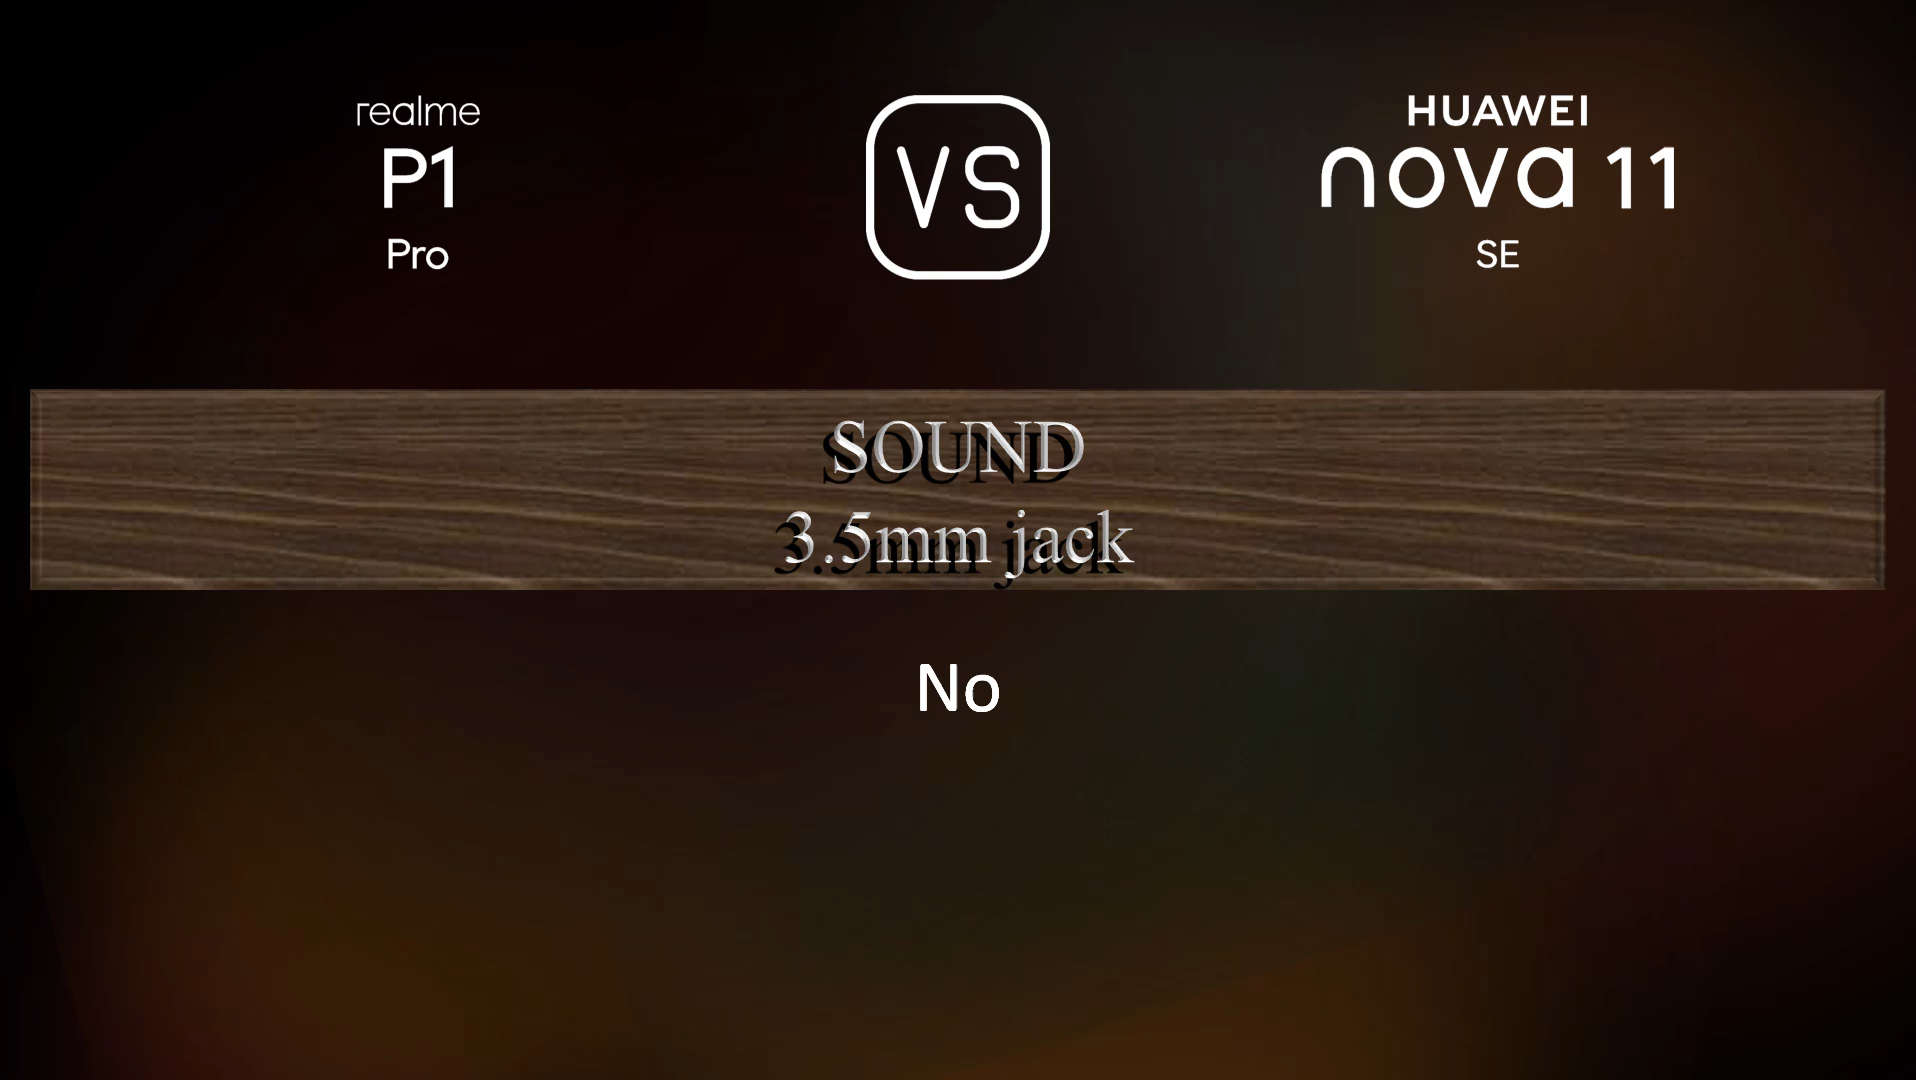 realme
P1
Pro
VS
HUAWEI
nova 11
SE
SOUND
3.5mm jack
No